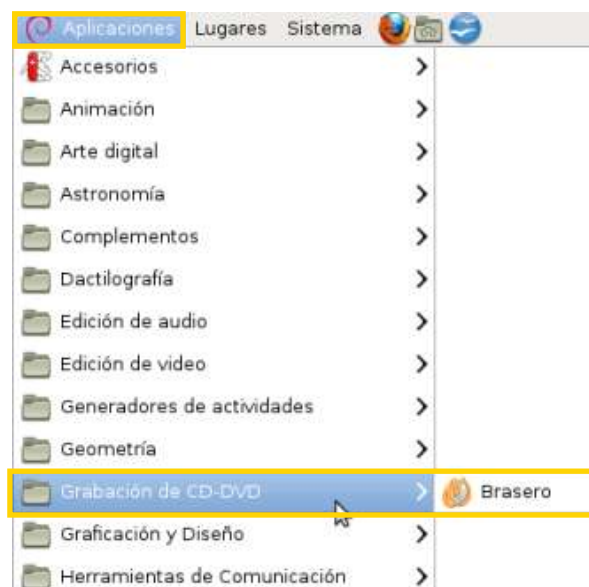 Aplicaciones Lugares Sistema
Accesorios
Animación
Arte digital
Astronomía
Complementos
Dactilografía
Edición de audio
Edición de video
Generadores de actividades
Geometría
Grabación de CD-DVD Brasero
Graficación y Diseño
Herramientas de Comunicación